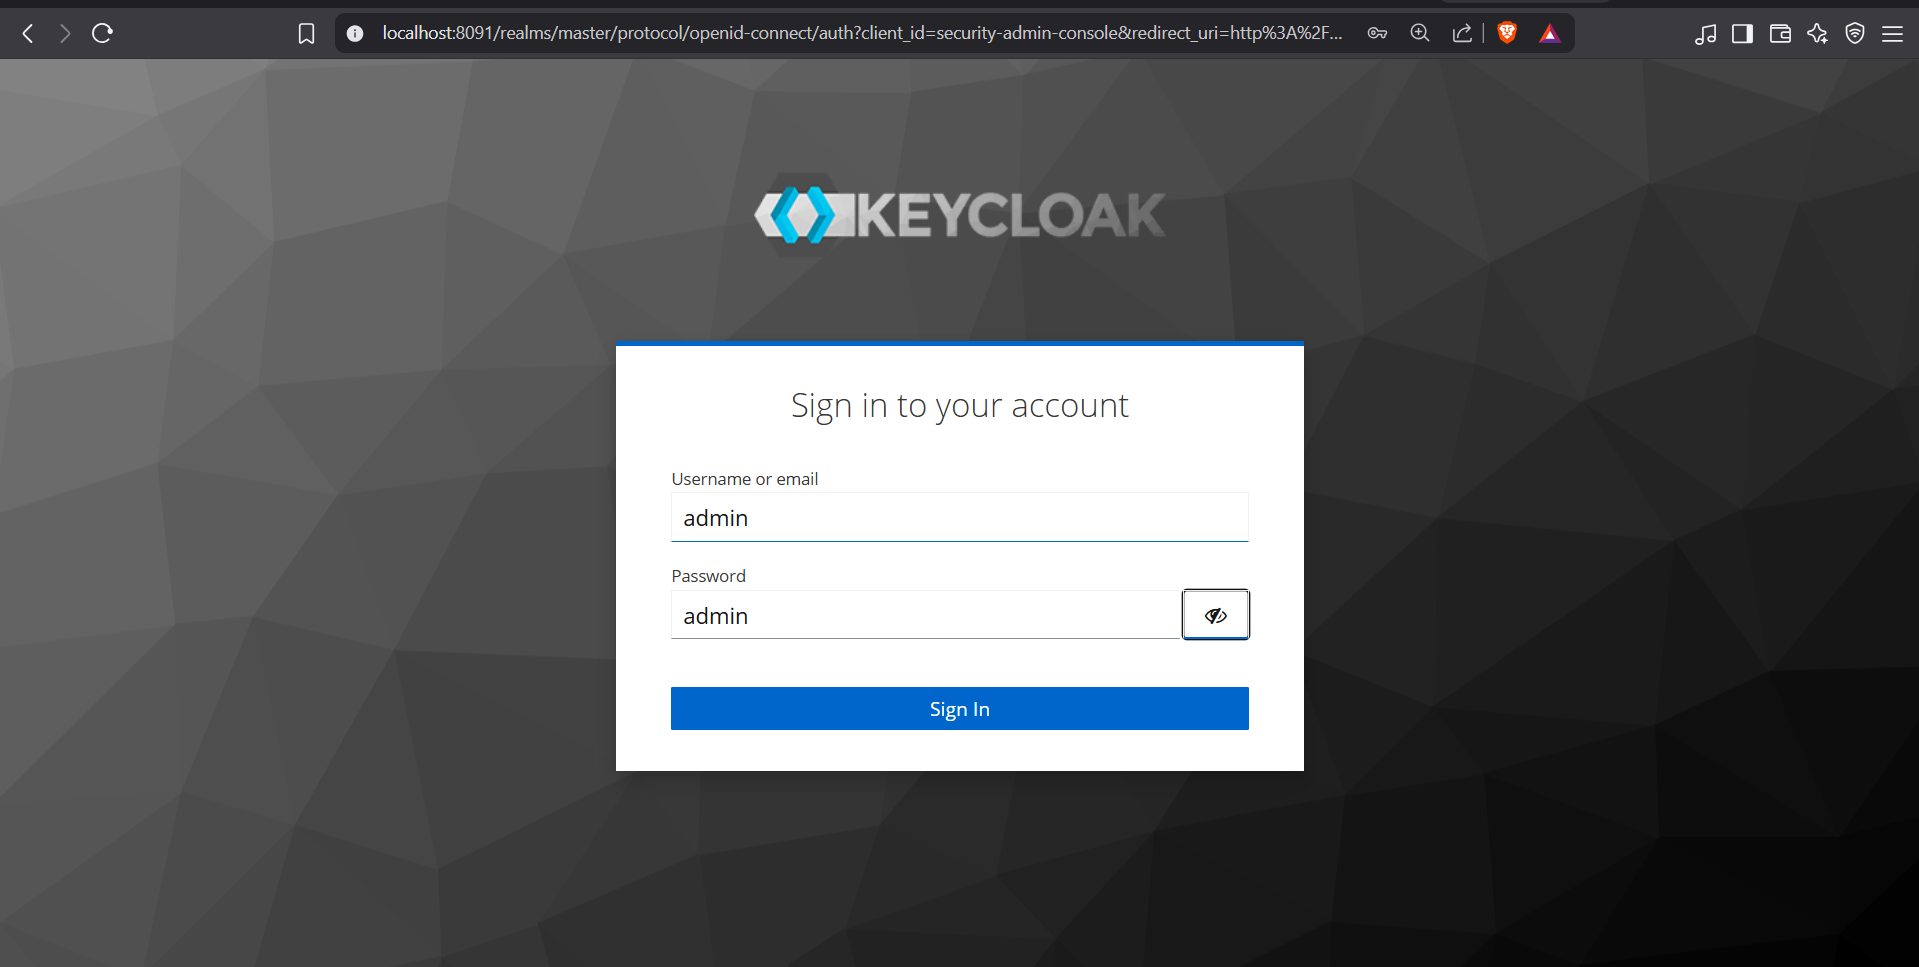 localhost:8091/realms/master/protocol/openid-connect/auth?client_id=security-admin-console&redirect_uri=http%3A%2F...
KEYCLOAK
Sign in to your account
Username or email
admin
Password
admin
Sign In